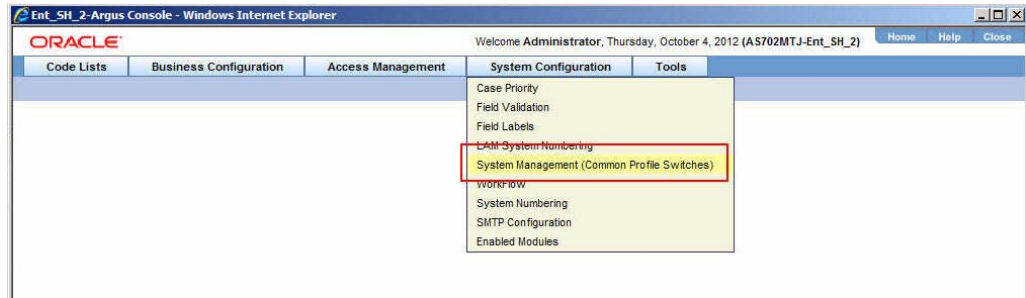 Ent_SH_2-Argus Console - Windows Internet Explorer
ORACLE
Welcome Administrator, Thursday, October 4, 2012 (AS702MTJ-Ent_SH_2)
Home Help Close
Code Lists Business Configuration Access Management System Configuration Tools
Case Priority
Field Validation
Field Labels
LAM System Numbering
System Management (Common Profile Switches)
WorkFlow
System Numbering
SMTP Configuration
Enabled Modules